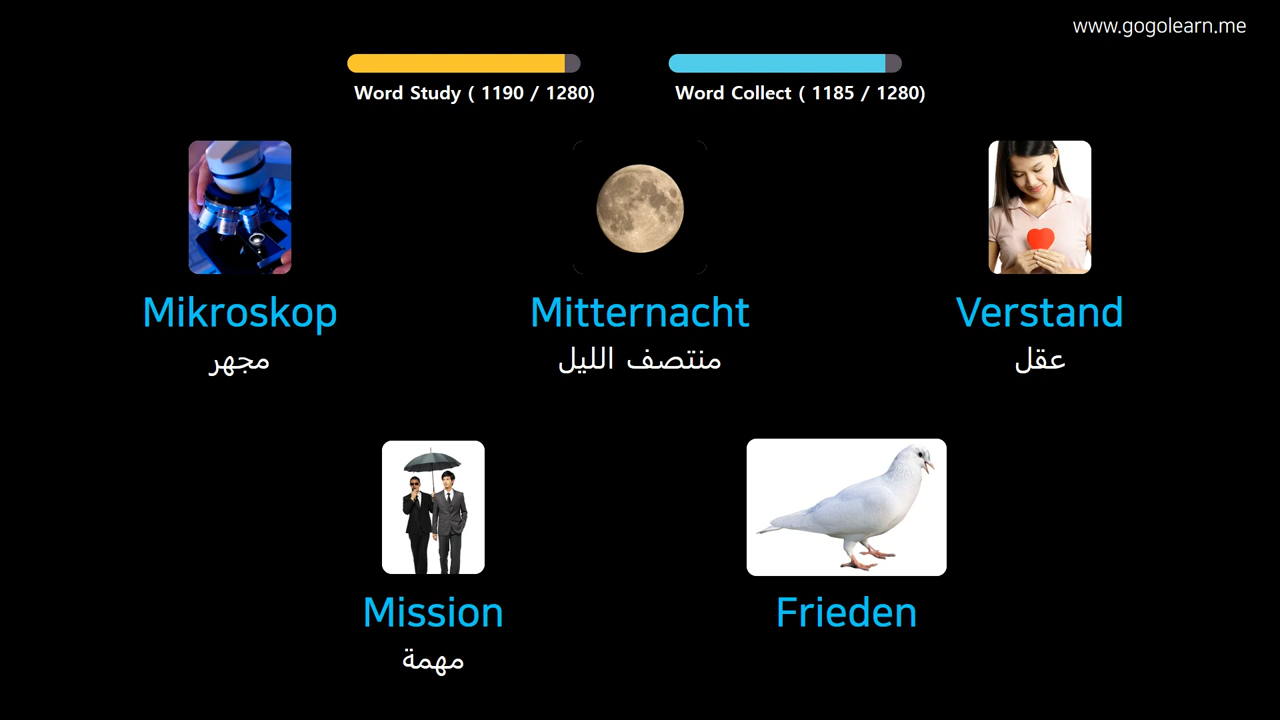 www.gogolearn.me
Word Study ( 1190 / 1280)
Word Collect ( 1185 / 1280)
Mikroskop
مجهر
Mitternacht
منتصف الليل
Verstand
عقل
Mission
مهمة
Frieden